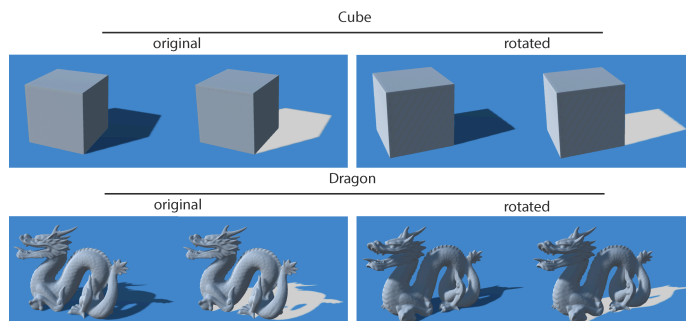 Cube
original
rotated
Dragon
original
rotated